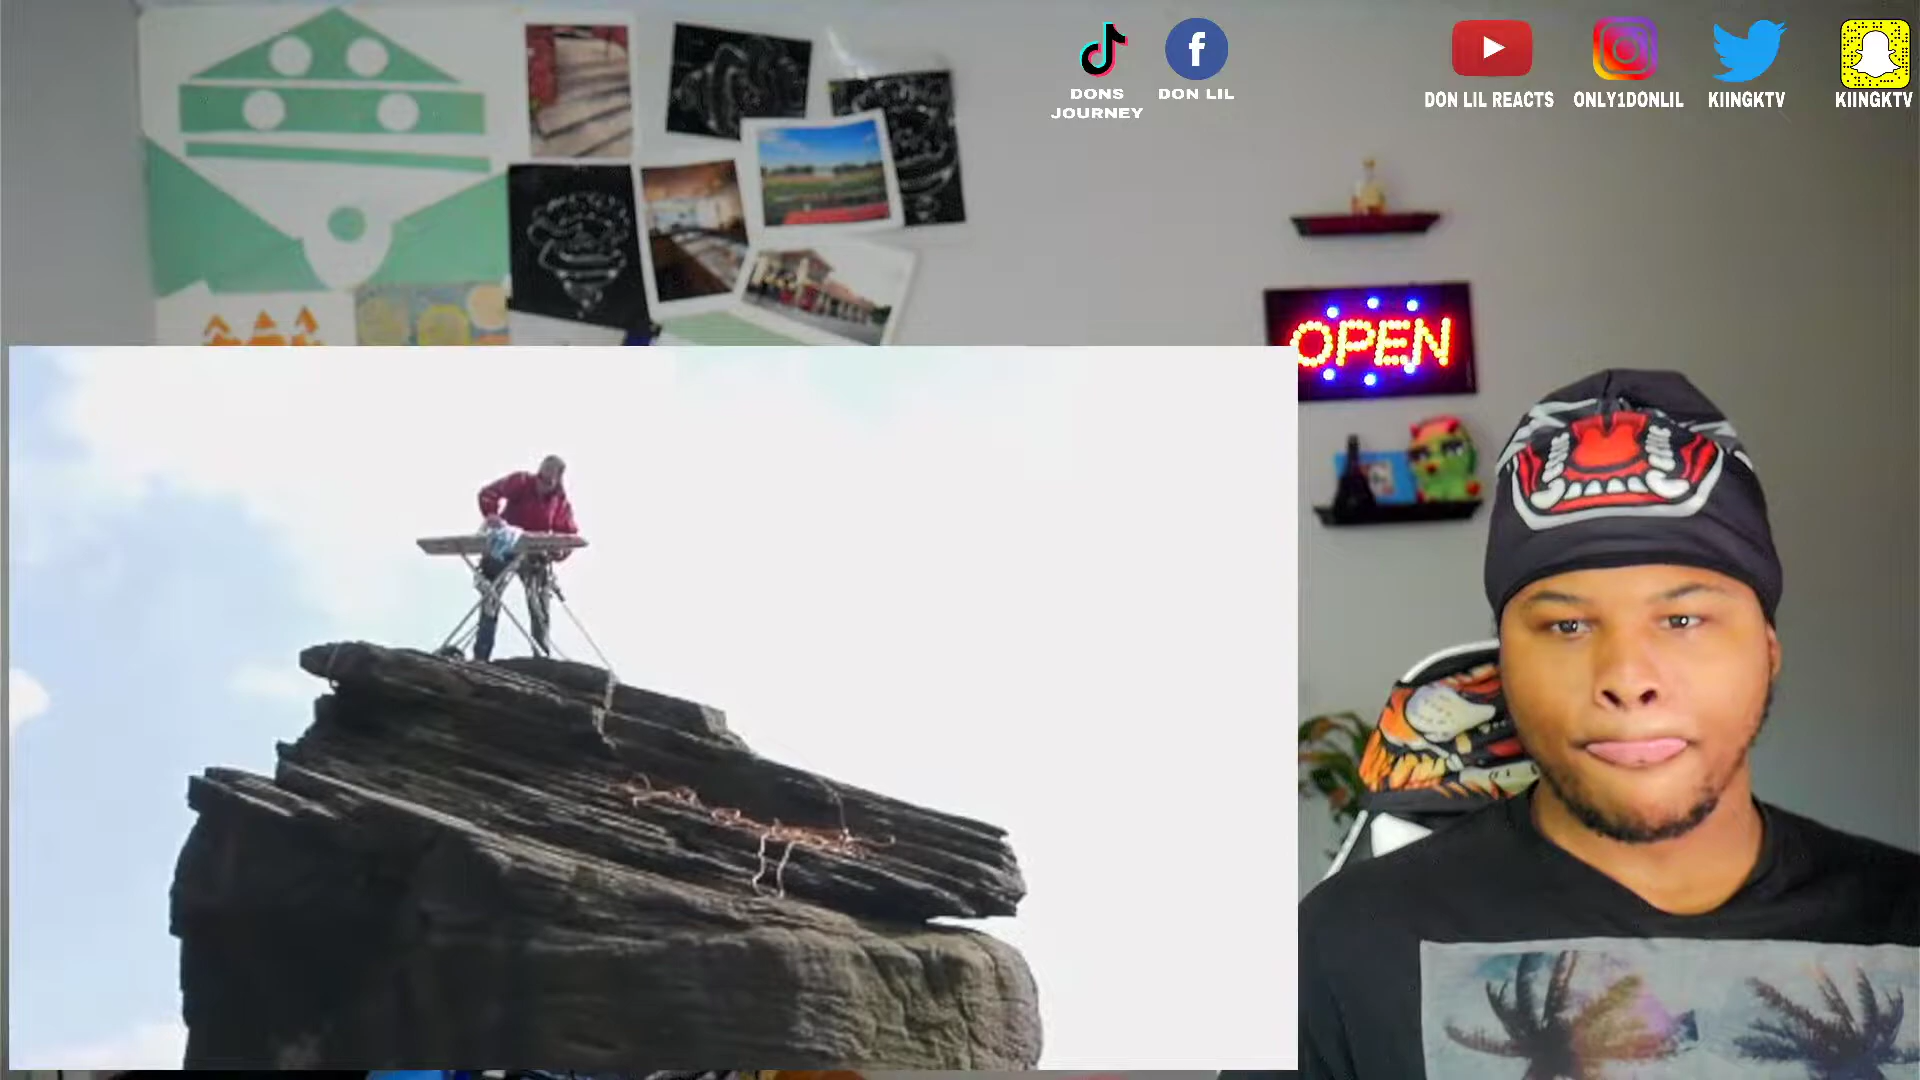 DONS
JOURNEY
DON LIL
DON LIL REACTS
ONLY1DONLIL
KIINGKTV
KIINGKTV
OPEN